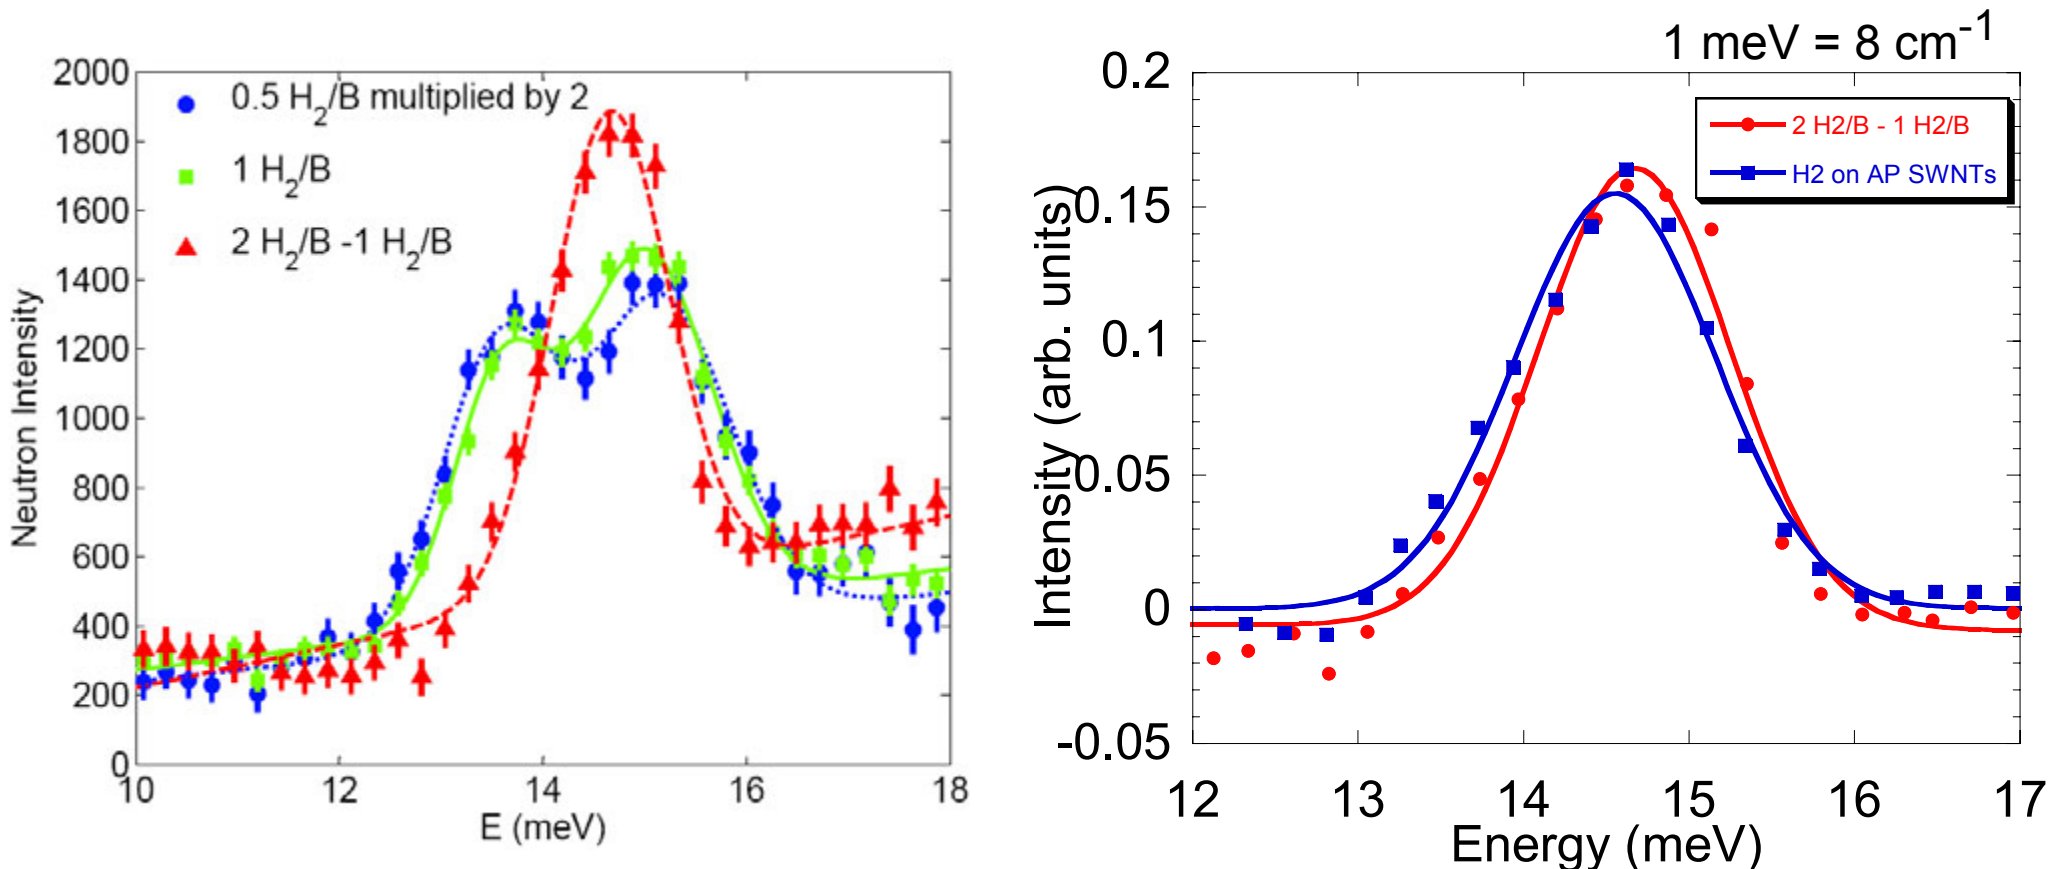 1 meV = 8 cm-1
2000
1800
1600
1400
1200
1000
800
600
400
200
0
Neutron Intensity
0.5 H2/B multiplied by 2
1 H2/B
2 H2/B -1 H2/B
10
12
14
16
18
E (meV)
0.2
0.15
0.1
0.05
0
-0.05
Intensity (arb. units)
2 H2/B - 1 H2/B
H2 on AP SWNTs
12
13
14
15
16
17
Energy (meV)